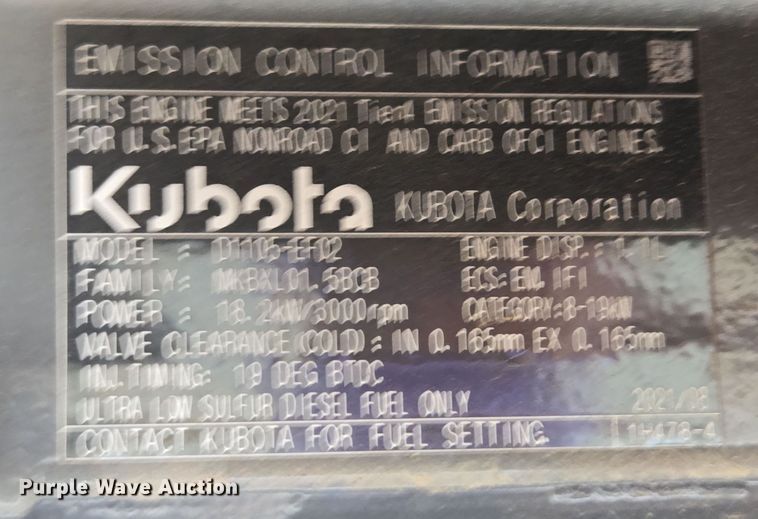 EMISSION CONTROL INFORMATION
THIS ENGINE MEETS 2021 Tier4 EMISSION REGULATIONS
FOR U.S.EPA NONROAD CI AND CARB OFCI ENGINES.
Kubota KUBOTA Corporation
MODEL : D1105-EF02 ENGINE DISP.: 1.1L
FAMILY: MKBXL01.5BCB ECS: EM, IFI
POWER : 18.2kW/3000rpm CATEGORY:8-19kW
VALVE CLEARANCE(COLD): IN 0.165mm EX 0.165mm
INJ.TIMING: 19 DEG BTDC
ULTRA LOW SULFUR DIESEL FUEL ONLY 2021/08
CONTACT KUBOTA FOR FUEL SETTING. 1H478-4
Purple Wave Auction